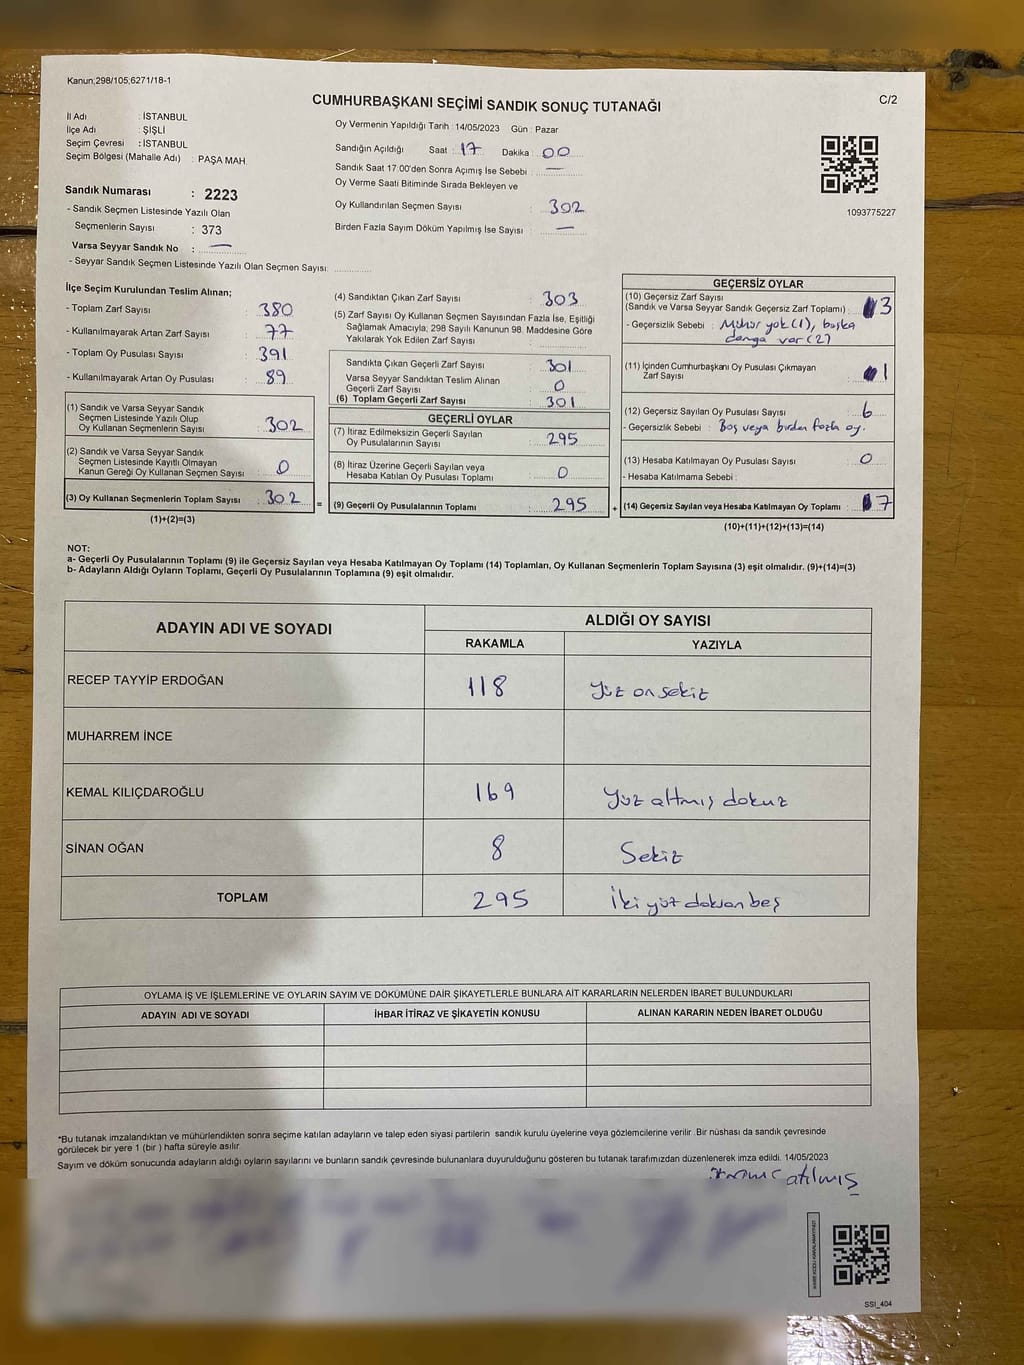 Kanun;298/105;6271/18-1
CUMHURBAŞKANI SEÇİMİ SANDIK SONUÇ TUTANAĞI
C/2
İl Adı : İSTANBUL
İlçe Adı : ŞİŞLİ
Seçim Çevresi : İSTANBUL
Seçim Bölgesi (Mahalle Adı) : PAŞA MAH.
Sandık Numarası : 2223
- Sandık Seçmen Listesinde Yazılı Olan
Seçmenlerin Sayısı : 373
Varsa Seyyar Sandık No : —
- Seyyar Sandık Seçmen Listesinde Yazılı Olan Seçmen Sayısı:
Oy Vermenin Yapıldığı Tarih : 14/05/2023 Gün : Pazar
Sandığın Açıldığı Saat : 17 Dakika : 00
Sandık Saat 17.00'den Sonra Açımış İse Sebebi : —
Oy Verme Saati Bitiminde Sırada Bekleyen ve
Oy Kullandırılan Seçmen Sayısı : 302
Birden Fazla Sayım Döküm Yapılmış İse Sayısı : —
1093775227
İlçe Seçim Kurulundan Teslim Alınan;
- Toplam Zarf Sayısı : 380
- Kullanılmayarak Artan Zarf Sayısı : 77
- Toplam Oy Pusulası Sayısı : 391
- Kullanılmayarak Artan Oy Pusulası : 89
(1) Sandık ve Varsa Seyyar Sandık
Seçmen Listesinde Yazılı Olup
Oy Kullanan Seçmenlerin Sayısı : 302
(2) Sandık ve Varsa Seyyar Sandık
Seçmen Listesinde Kayıtlı Olmayan
Kanun Gereği Oy Kullanan Seçmen Sayısı : 0
(3) Oy Kullanan Seçmenlerin Toplam Sayısı : 302 =
(1)+(2)=(3)
(4) Sandıktan Çıkan Zarf Sayısı : 303
(5) Zarf Sayısı Oy Kullanan Seçmen Sayısından Fazla İse, Eşitliği
Sağlamak Amacıyla; 298 Sayılı Kanunun 98. Maddesine Göre
Yakılarak Yok Edilen Zarf Sayısı :
Sandıkta Çıkan Geçerli Zarf Sayısı : 301
Varsa Seyyar Sandıktan Teslim Alınan
Geçerli Zarf Sayısı : 0
(6) Toplam Geçerli Zarf Sayısı : 301
GEÇERLİ OYLAR
(7) İtiraz Edilmeksizin Geçerli Sayılan
Oy Pusulalarının Sayısı : 295
(8) İtiraz Üzerine Geçerli Sayılan veya
Hesaba Katılan Oy Pusulası Toplamı : 0
(9) Geçerli Oy Pusulalarının Toplamı : 295 +
GEÇERSİZ OYLAR
(10) Geçersiz Zarf Sayısı
(Sandık ve Varsa Seyyar Sandık Geçersiz Zarf Toplamı) : 3
- Geçersizlik Sebebi : Mühür yok (1), başka
damga var (2)
(11) İçinden Cumhurbaşkanı Oy Pusulası Çıkmayan
Zarf Sayısı : 1
(12) Geçersiz Sayılan Oy Pusulası Sayısı : 6
- Geçersizlik Sebebi : Boş veya birden fazla oy.
(13) Hesaba Katılmayan Oy Pusulası Sayısı : 0
- Hesaba Katılmama Sebebi :
(14) Geçersiz Sayılan veya Hesaba Katılmayan Oy Toplamı : 7
(10)+(11)+(12)+(13)=(14)
NOT:
a- Geçerli Oy Pusulalarının Toplamı (9) ile Geçersiz Sayılan veya Hesaba Katılmayan Oy Toplamı (14) Toplamları, Oy Kullanan Seçmenlerin Toplam Sayısına (3) eşit olmalıdır. (9)+(14)=(3)
b- Adayların Aldığı Oyların Toplamı, Geçerli Oy Pusulalarının Toplamına (9) eşit olmalıdır.
ADAYIN ADI VE SOYADI ALDIĞI OY SAYISI
RAKAMLA YAZIYLA
RECEP TAYYİP ERDOĞAN 118 Yüz on sekiz
MUHARREM İNCE
KEMAL KILIÇDAROĞLU 169 Yüz altmış dokuz
SİNAN OĞAN 8 Sekiz
TOPLAM 295 İki yüz doksan beş
OYLAMA İŞ VE İŞLEMLERİNE VE OYLARIN SAYIM VE DÖKÜMÜNE DAİR ŞİKAYETLERLE BUNLARA AİT KARARLARIN NELERDEN İBARET BULUNDUKLARI
ADAYIN ADI VE SOYADI İHBAR İTİRAZ VE ŞİKAYETİN KONUSU ALINAN KARARIN NEDEN İBARET OLDUĞU
*Bu tutanak imzalandıktan ve mühürlendikten sonra seçime katılan adayların ve talep eden siyasi partilerin sandık kurulu üyelerine veya gözlemcilerine verilir .Bir nüshası da sandık çevresinde
görülecek bir yere 1 (bir ) hafta süreyle asılır.
Sayım ve döküm sonucunda adayların aldığı oyların sayılarını ve bunların sandık çevresinde bulunanlara duyurulduğunu gösteren bu tutanak tarafımızdan düzenlenerek imza edildi. 14/05/2023
atılmış
SSI_404